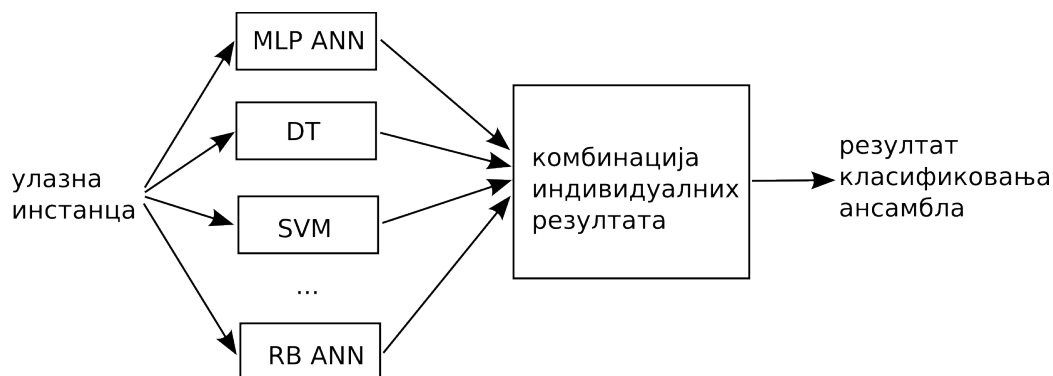 улазна
инстанца
MLP ANN
DT
SVM
...
RB ANN
комбинација
индивидуалних
резултата
резултат
класификовања
ансамбла